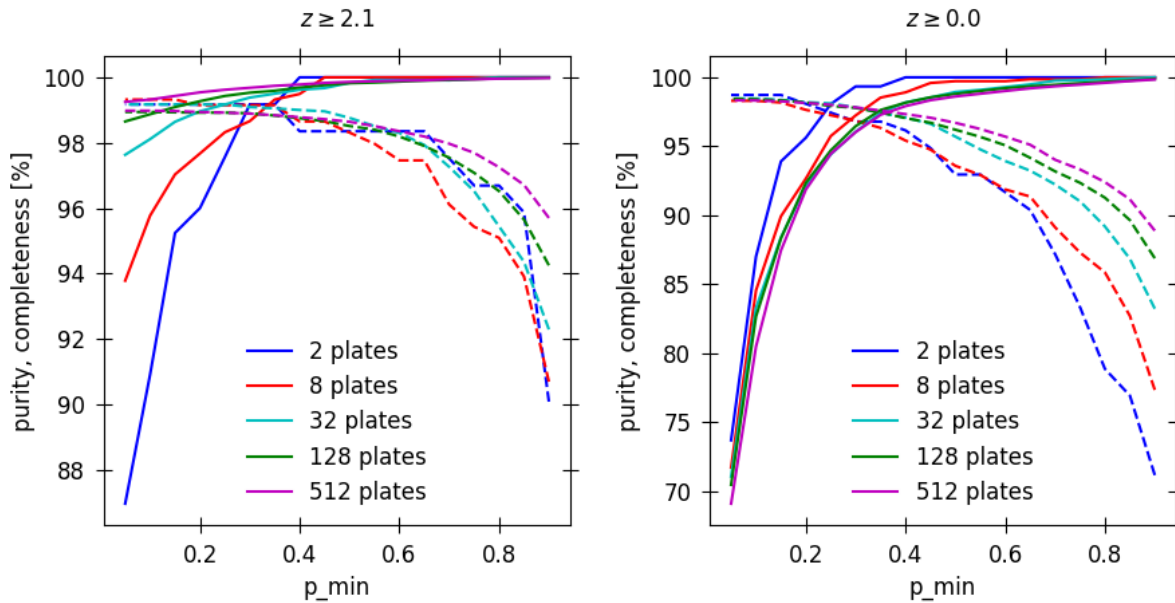 z ≥ 2.1
purity, completeness [%]
100
98
96
94
92
90
88
0.2 0.4 0.6 0.8
p_min
2 plates
8 plates
32 plates
128 plates
512 plates
z ≥ 0.0
purity, completeness [%]
100
95
90
85
80
75
70
0.2 0.4 0.6 0.8
p_min
2 plates
8 plates
32 plates
128 plates
512 plates